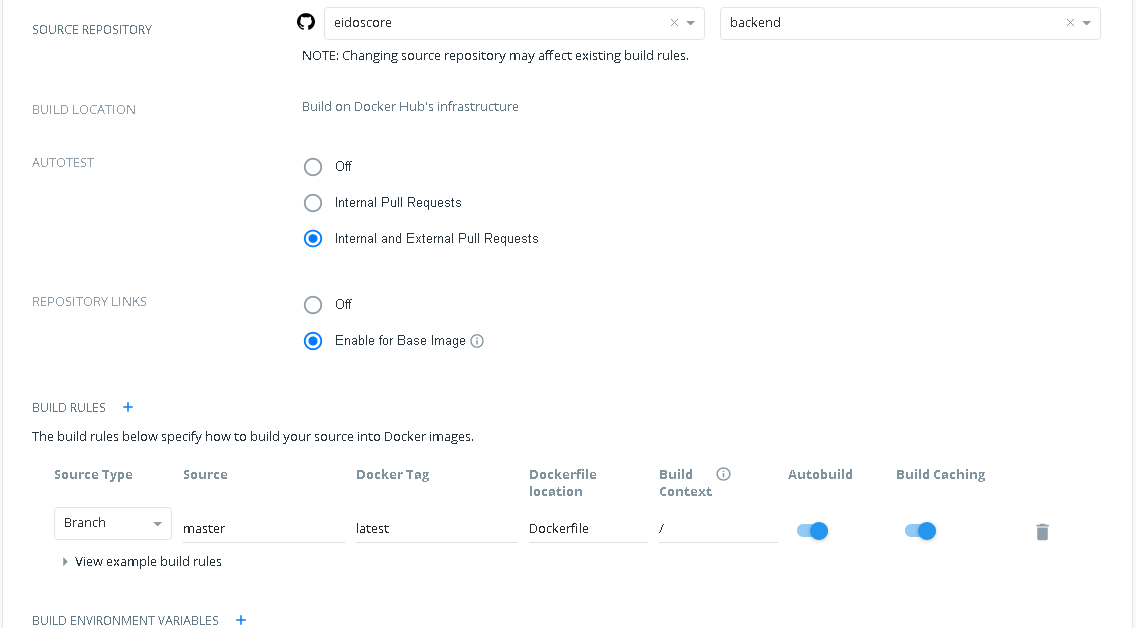 SOURCE REPOSITORY
eidoscore
backend
NOTE: Changing source repository may affect existing build rules.
BUILD LOCATION
Build on Docker Hub's infrastructure
AUTOTEST
Off
Internal Pull Requests
Internal and External Pull Requests
REPOSITORY LINKS
Off
Enable for Base Image
BUILD RULES +
The build rules below specify how to build your source into Docker images.
Source Type Source Docker Tag Dockerfile location Build Context Autobuild Build Caching
Branch master latest Dockerfile /
View example build rules
BUILD ENVIRONMENT VARIABLES +